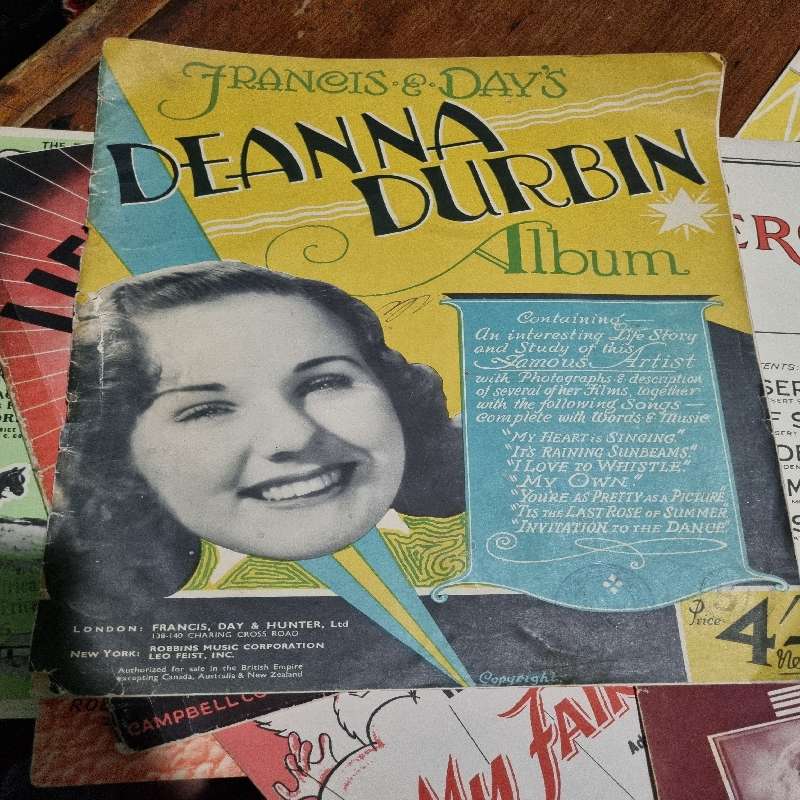 FRANCIS & DAY'S
DEANNA
DURBIN
Album
Containing
An interesting Life Story
and Study of this
Famous Artist
with Photographs & description
of several of her Films, together
with the following Songs—
Complete with Words & Music
"MY HEART IS SINGING,"
"IT'S RAINING SUNBEAMS,"
"I LOVE TO WHISTLE,"
"MY OWN,"
"YOU'RE AS PRETTY AS A PICTURE,"
"'TIS THE LAST ROSE OF SUMMER
"INVITATION TO THE DANCE."
LONDON: FRANCIS, DAY & HUNTER, Ltd
138-140 CHARING CROSS ROAD
NEW YORK: ROBBINS MUSIC CORPORATION
LEO FEIST, INC.
Authorized for sale in the British Empire
excepting Canada, Australia & New Zealand
Copyright
Price
4/-
THE
CAMPBELL
MY FAIR